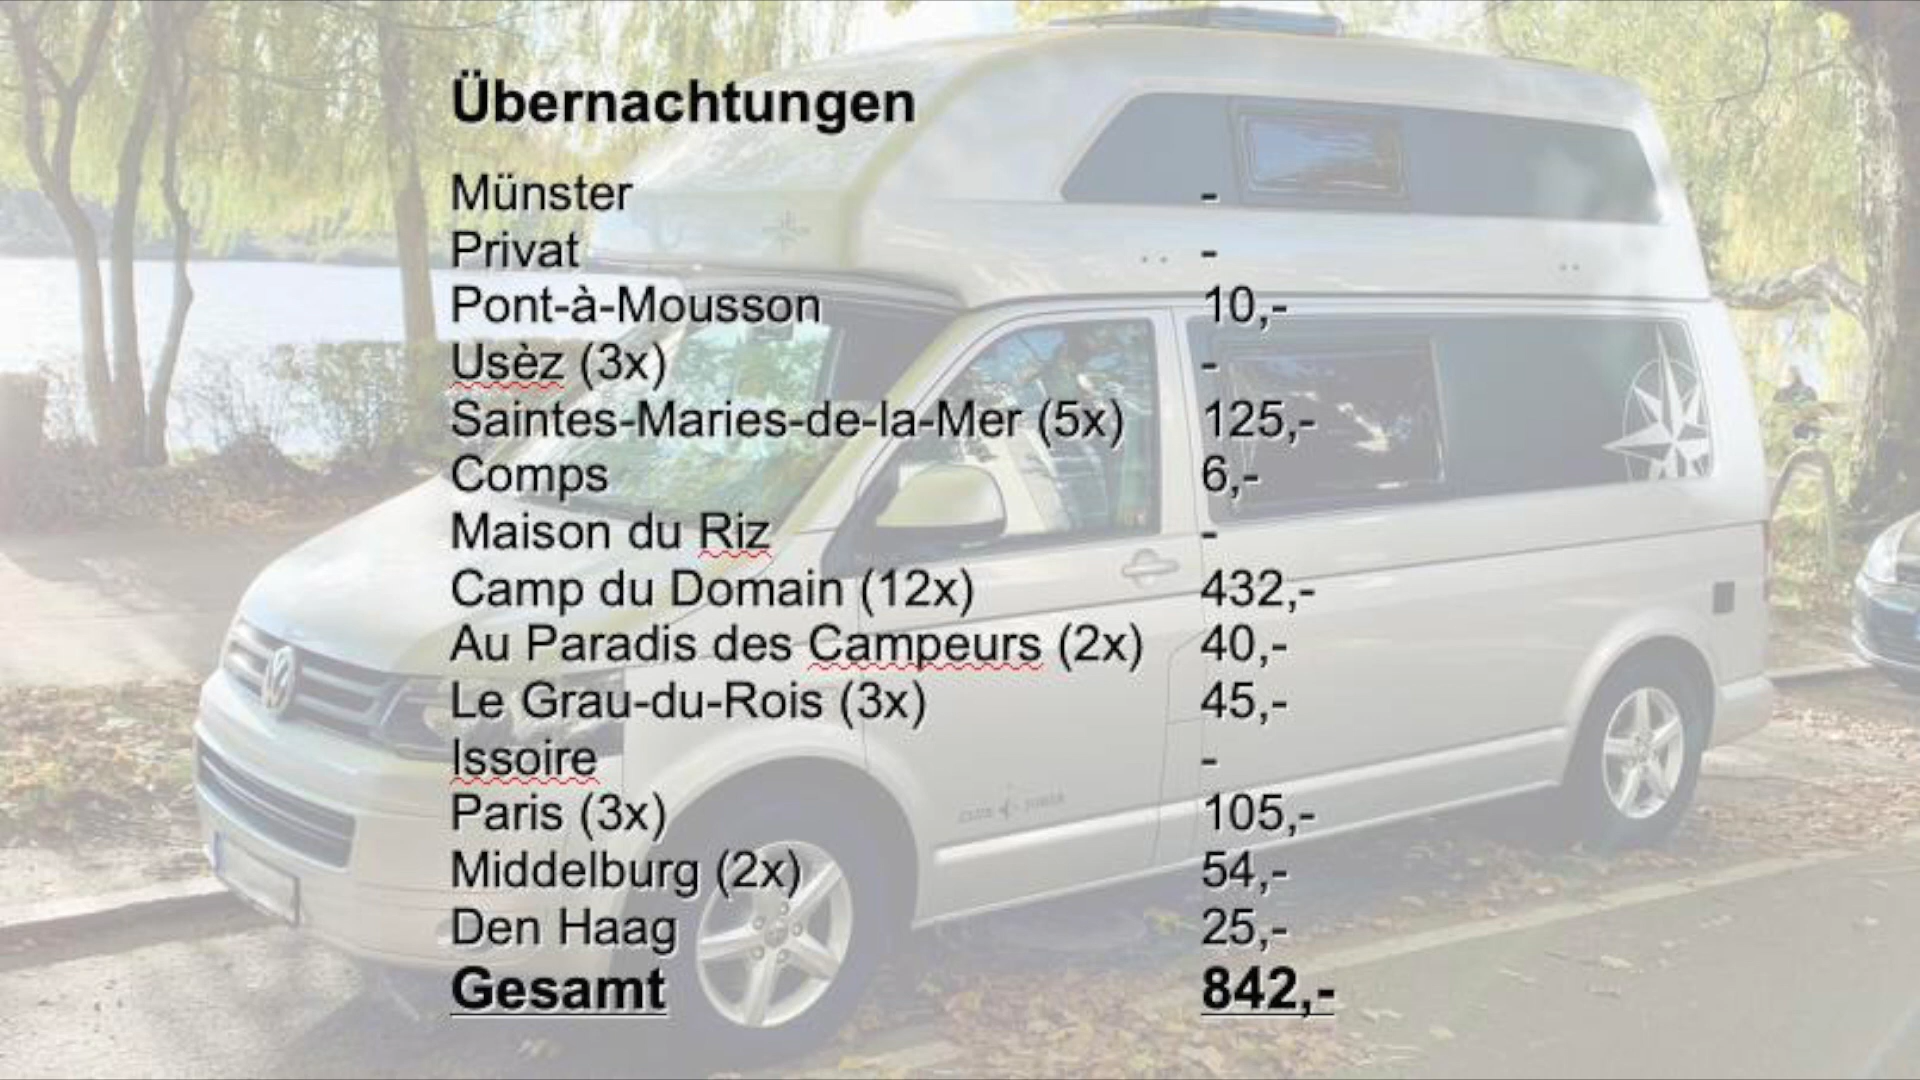 Übernachtungen
Münster -
Privat -
Pont-à-Mousson 10,-
Usèz (3x) -
Saintes-Maries-de-la-Mer (5x) 125,-
Comps 6,-
Maison du Riz -
Camp du Domain (12x) 432,-
Au Paradis des Campeurs (2x) 40,-
Le Grau-du-Rois (3x) 45,-
Issoire -
Paris (3x) 105,-
Middelburg (2x) 54,-
Den Haag 25,-
Gesamt 842,-